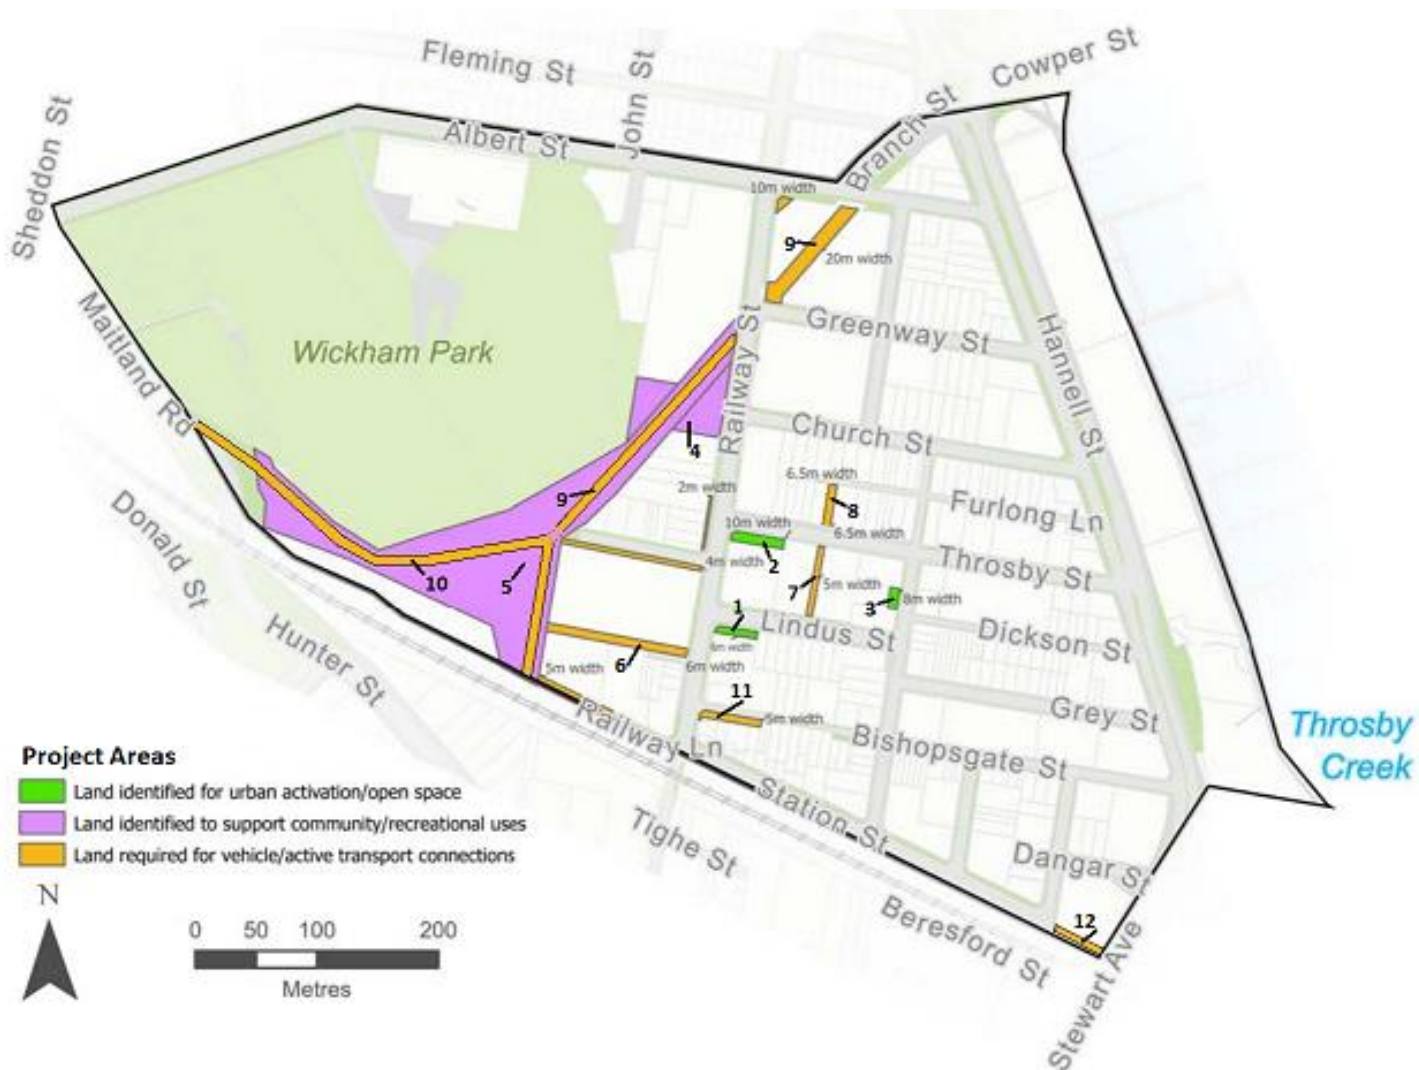 Fleming St
John St
Cowper St
Sheddon St
Albert St
Branch St
10m width
9
20m width
Maitland Rd
Wickham Park
Greenway St
Hannell St
Railway St
Church St
4
6.5m width
2m width
9
8
Furlong Ln
Donald St
10m width
6.5m width
2
4m width
Throsby St
10
5
7
5m width
3
8m width
1
Lindus St
Dickson St
Hunter St
6
6m width
5m width
11
5m width
Grey St
Railway Ln
Bishopsgate St
Throsby
Creek
Project Areas
Land identified for urban activation/open space
Land identified to support community/recreational uses
Land required for vehicle/active transport connections
Station St
Tighe St
Dangar St
N
0 50 100 200
Metres
Beresford St
12
Stewart Ave